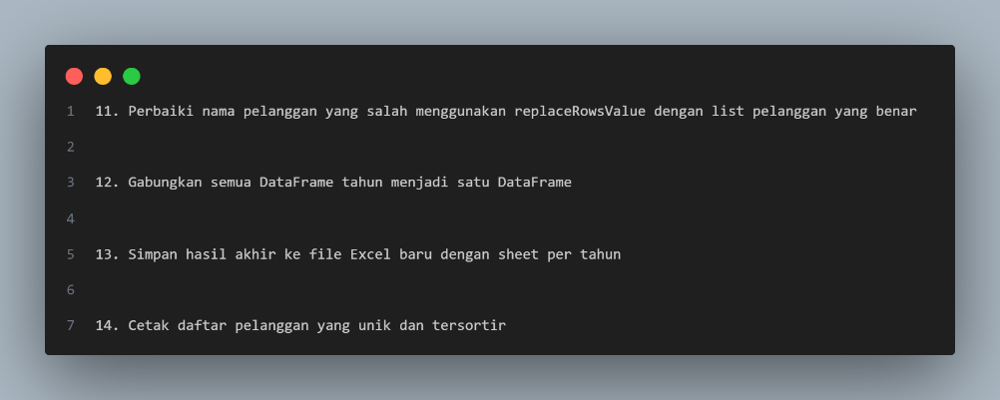 1 11. Perbaiki nama pelanggan yang salah menggunakan replaceRowsValue dengan list pelanggan yang benar
2
3 12. Gabungkan semua DataFrame tahun menjadi satu DataFrame
4
5 13. Simpan hasil akhir ke file Excel baru dengan sheet per tahun
6
7 14. Cetak daftar pelanggan yang unik dan tersortir